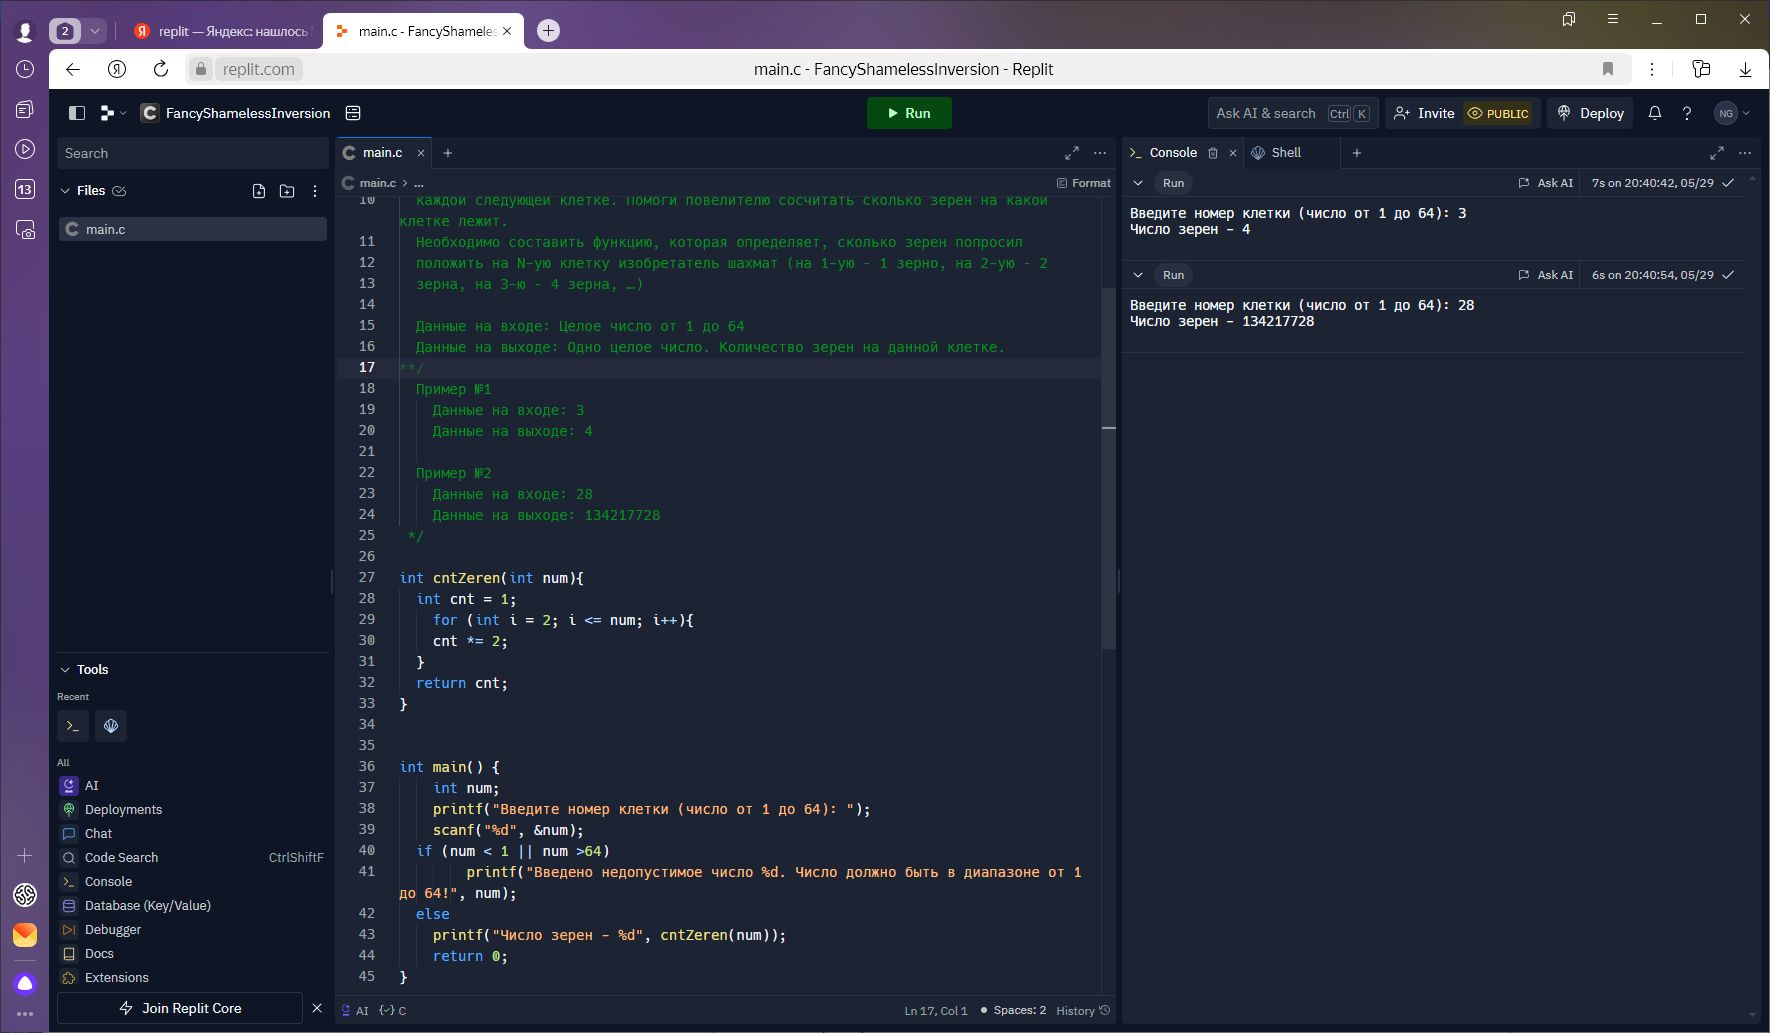 2
replit — Яндекс: нашлось
main.c - FancyShameles
replit.com
main.c - FancyShamelessInversion - Replit
13
FancyShamelessInversion
Run
Ask AI & search Ctrl K
Invite
PUBLIC
Deploy
NG
Search
Files
main.c
Tools
Recent
All
AI
Deployments
Chat
Code Search CtrlShiftF
Console
Database (Key/Value)
Debugger
Docs
Extensions
Join Replit Core
main.c
main.c > ...
Format
10 каждой следующей клетке. Помоги повелителю сосчитать сколько зерен на какой
клетке лежит.
11 Необходимо составить функцию, которая определяет, сколько зерен попросил
12 положить на N-ую клетку изобретатель шахмат (на 1-ую - 1 зерно, на 2-ую - 2
13 зерна, на 3-ю - 4 зерна, …)
14
15 Данные на входе: Целое число от 1 до 64
16 Данные на выходе: Одно целое число. Количество зерен на данной клетке.
17 **/
18 Пример №1
19 Данные на входе: 3
20 Данные на выходе: 4
21
22 Пример №2
23 Данные на входе: 28
24 Данные на выходе: 134217728
25 */
26
27 int cntZeren(int num){
28 int cnt = 1;
29 for (int i = 2; i <= num; i++){
30 cnt *= 2;
31 }
32 return cnt;
33 }
34
35
36 int main() {
37 int num;
38 printf("Введите номер клетки (число от 1 до 64): ");
39 scanf("%d", &num);
40 if (num < 1 || num >64)
41 printf("Введено недопустимое число %d. Число должно быть в диапазоне от 1
до 64!", num);
42 else
43 printf("Число зерен - %d", cntZeren(num));
44 return 0;
45 }
AI
C
Ln 17, Col 1
Spaces: 2
History
Console
Shell
Run
Ask AI
7s on 20:40:42, 05/29
Введите номер клетки (число от 1 до 64): 3
Число зерен - 4
Run
Ask AI
6s on 20:40:54, 05/29
Введите номер клетки (число от 1 до 64): 28
Число зерен - 134217728